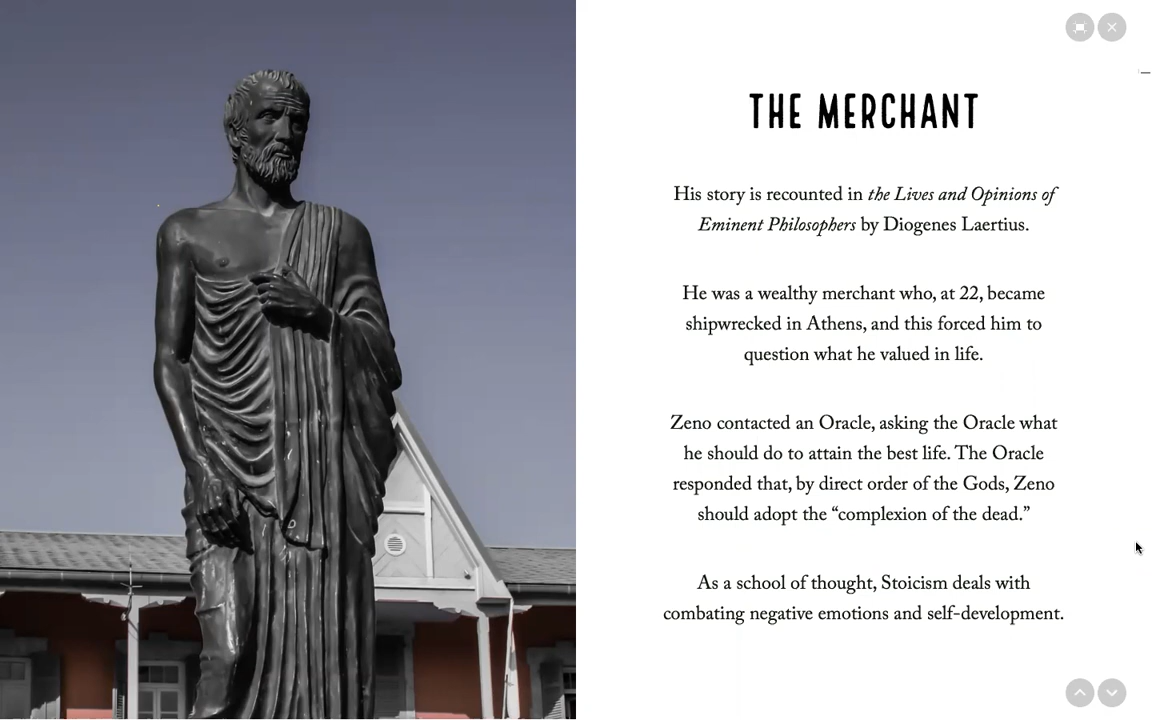 THE MERCHANT
His story is recounted in the Lives and Opinions of
Eminent Philosophers by Diogenes Laertius.
He was a wealthy merchant who, at 22, became
shipwrecked in Athens, and this forced him to
question what he valued in life.
Zeno contacted an Oracle, asking the Oracle what
he should do to attain the best life. The Oracle
responded that, by direct order of the Gods, Zeno
should adopt the “complexion of the dead.”
As a school of thought, Stoicism deals with
combating negative emotions and self-development.